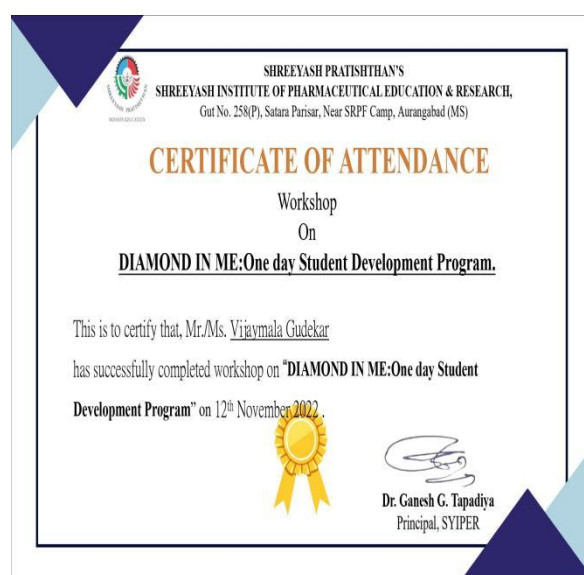 SHREEYASH PRATISHTHAN'S
SHREEYASH INSTITUTE OF PHARMACEUTICAL EDUCATION & RESEARCH,
Gut No. 258(P), Satara Parisar, Near SRPF Camp, Aurangabad (MS)
CERTIFICATE OF ATTENDANCE
Workshop
On
DIAMOND IN ME:One day Student Development Program.
This is to certify that, Mr./Ms. Vijaymala Gudekar
has successfully completed workshop on "DIAMOND IN ME:One day Student
Development Program" on 12th November 2022 .
Dr. Ganesh G. Tapadiya
Principal, SYIPER